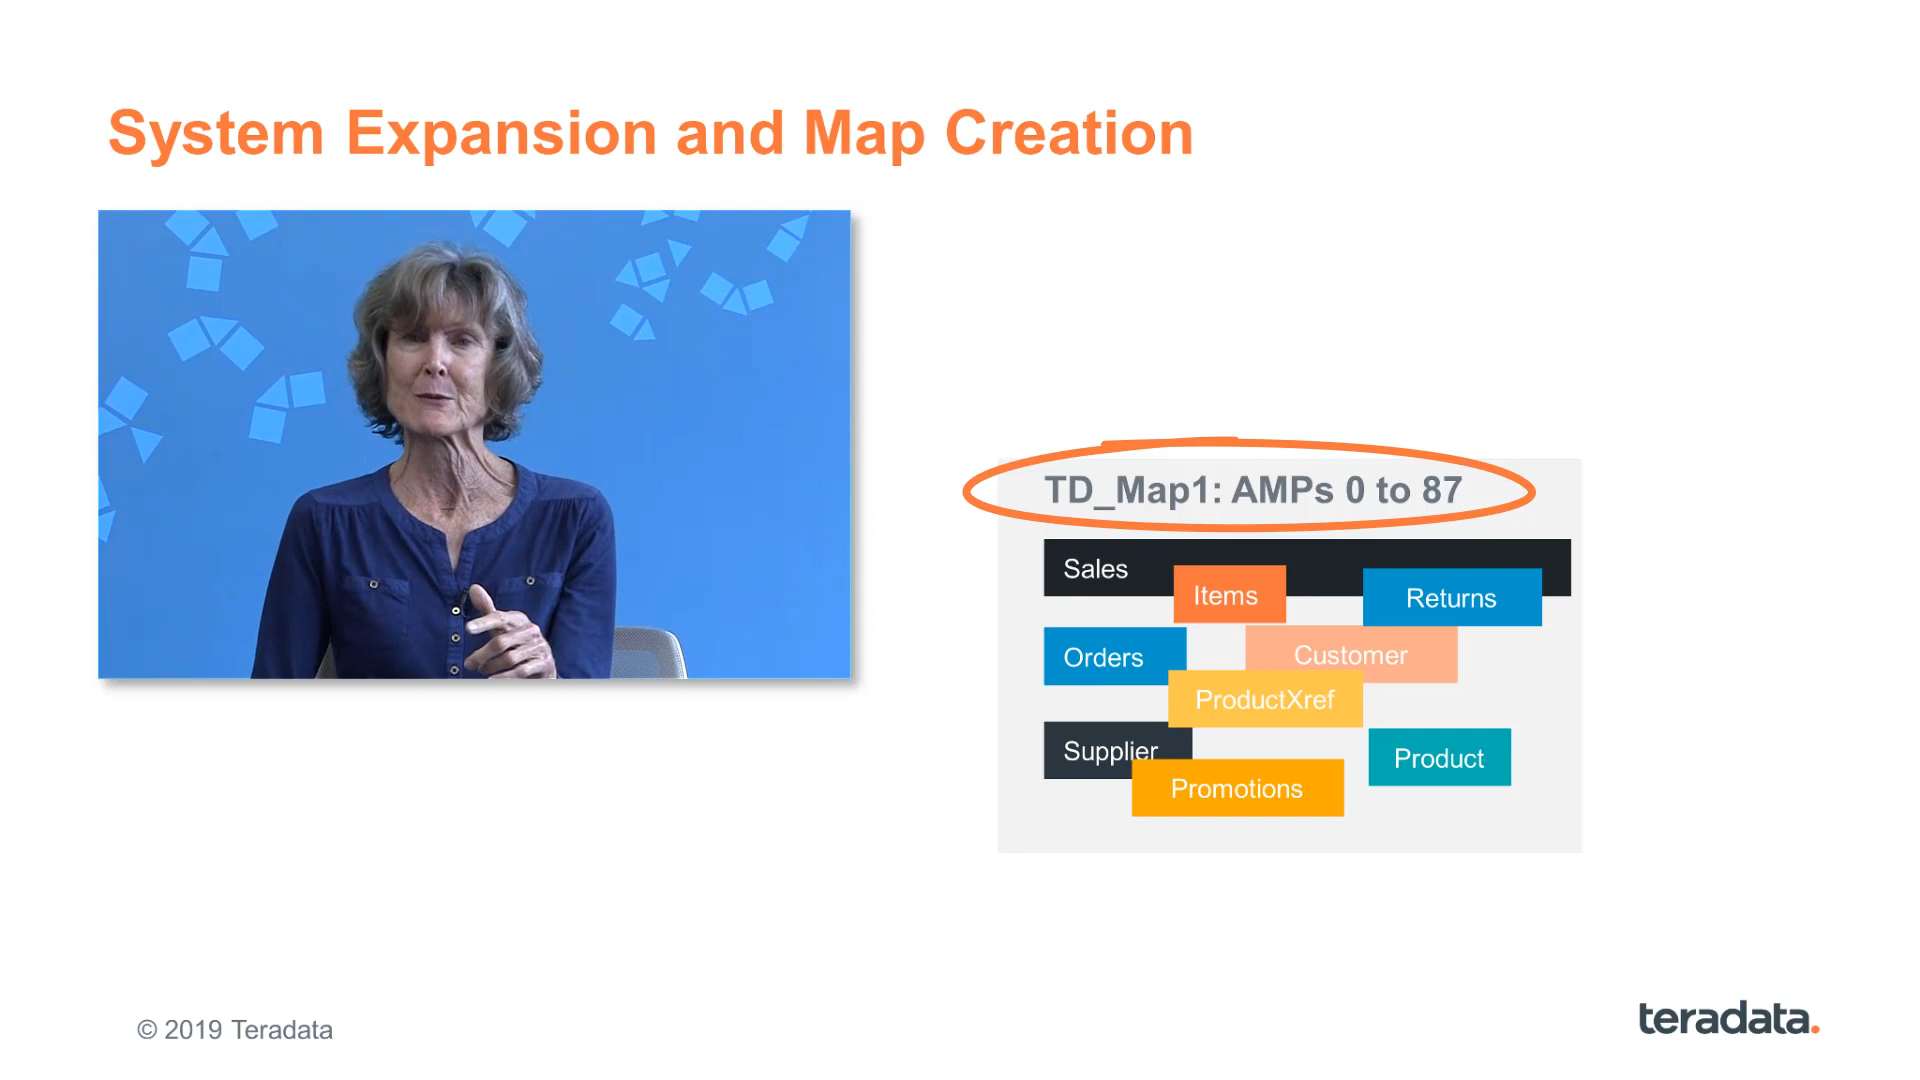 System Expansion and Map Creation
TD_Map1: AMPs 0 to 87
Sales
Items
Returns
Orders
Customer
ProductXref
Supplier
Product
Promotions
© 2019 Teradata
teradata.